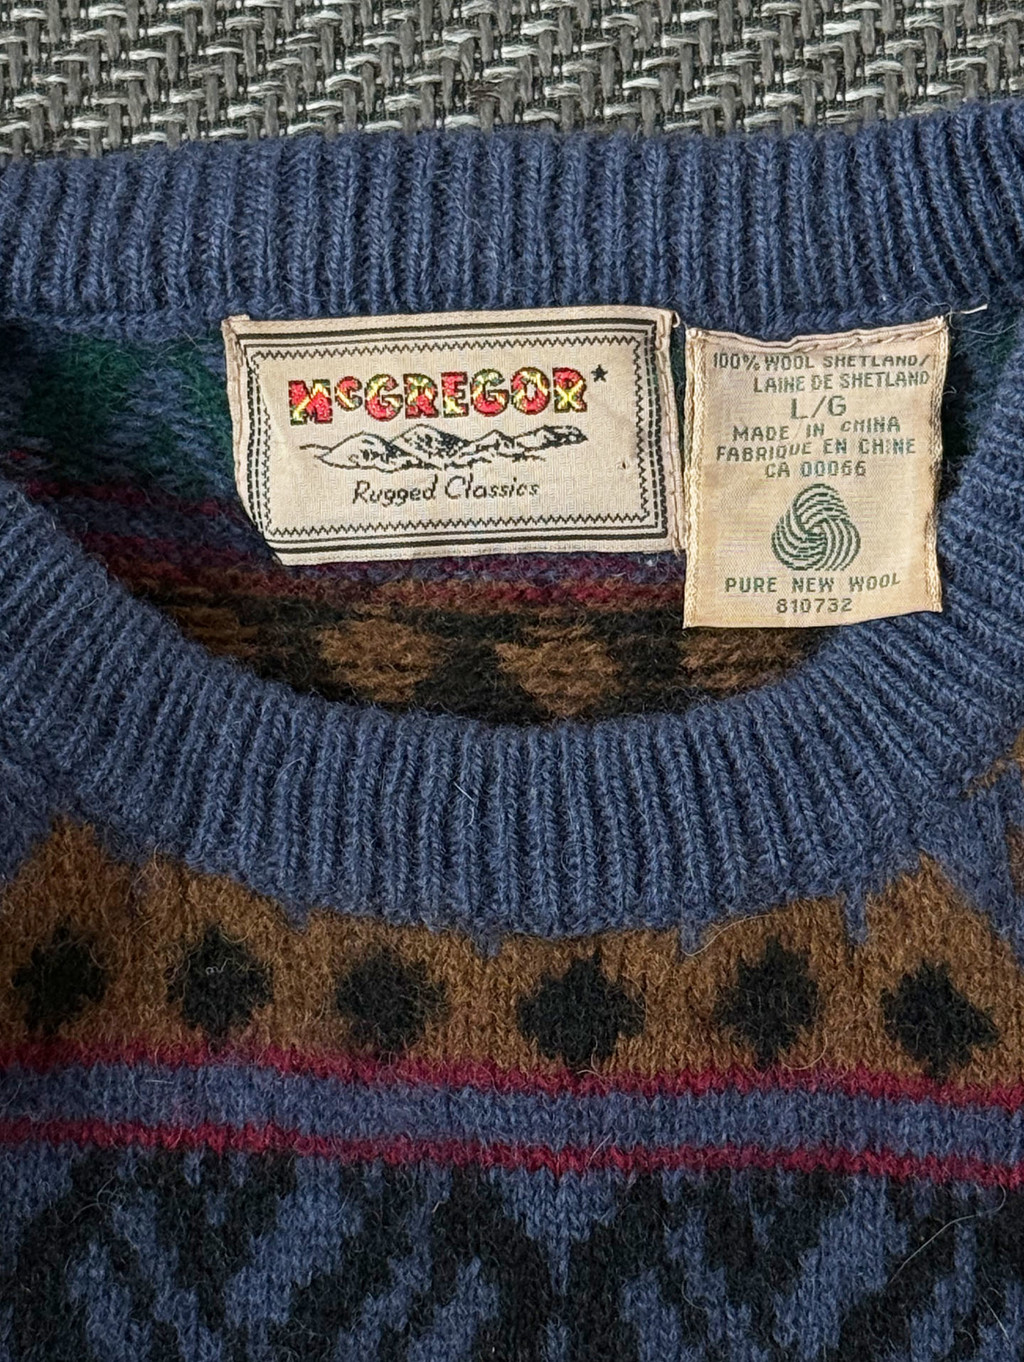 McGREGOR*
Rugged Classics
100% WOOL SHETLAND/
LAINE DE SHETLAND
L/G
MADE IN CHINA
FABRIQUE EN CHINE
CA 00066
PURE NEW WOOL
810732